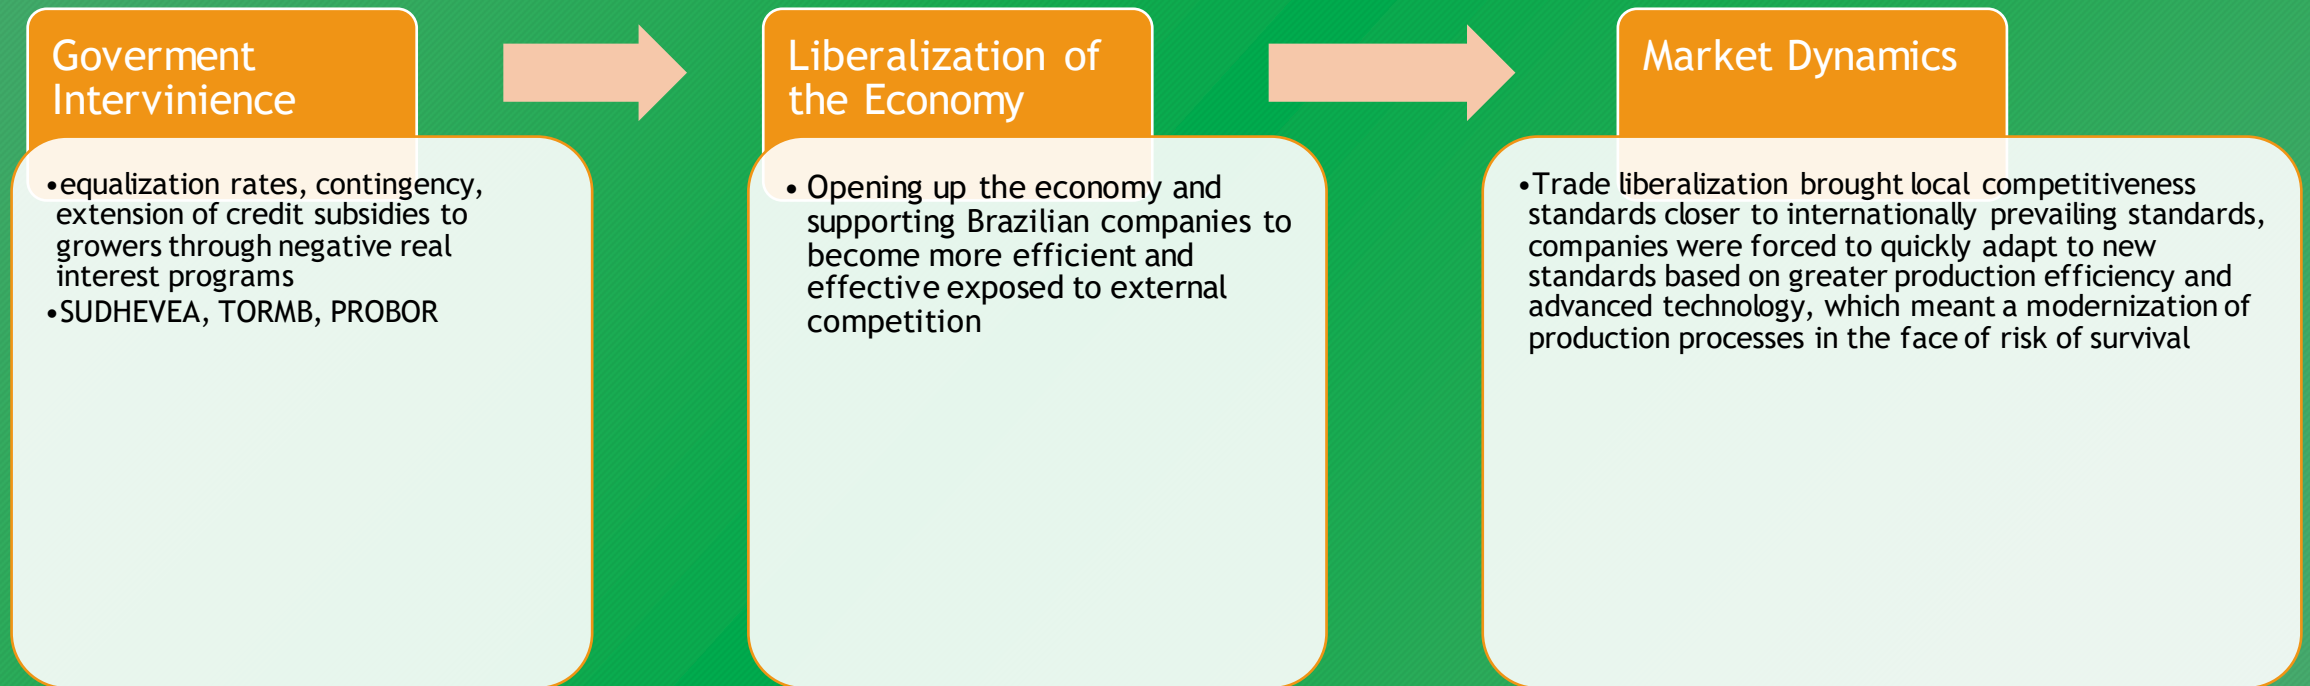 Goverment
Intervinience
•equalization rates, contingency,
extension of credit subsidies to
growers through negative real
interest programs
•SUDHEVEA, TORMB, PROBOR
Liberalization of
the Economy
• Opening up the economy and
supporting Brazilian companies to
become more efficient and
effective exposed to external
competition
Market Dynamics
•Trade liberalization brought local competitiveness
standards closer to internationally prevailing standards,
companies were forced to quickly adapt to new
standards based on greater production efficiency and
advanced technology, which meant a modernization of
production processes in the face of risk of survival